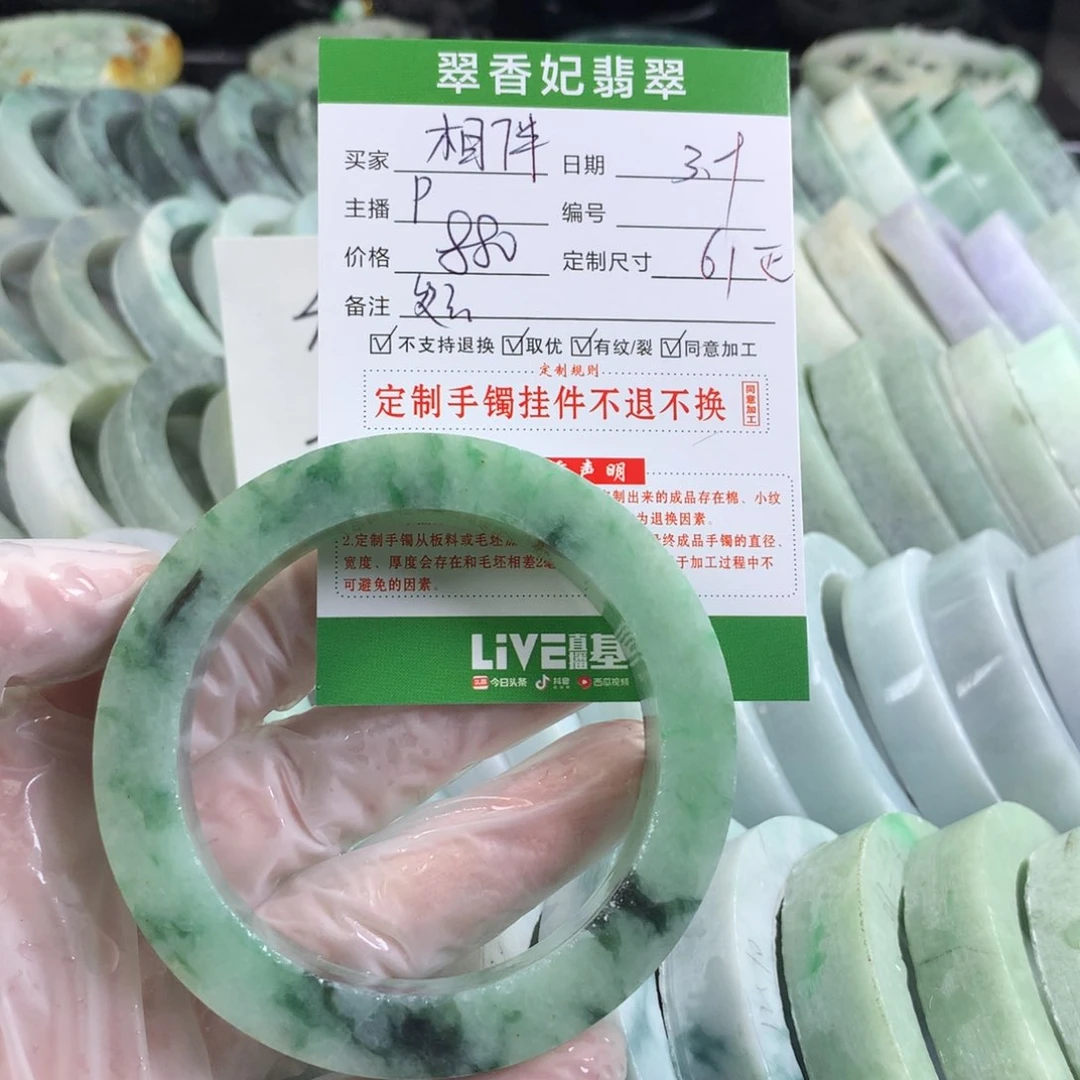 翠香妃翡翠
买家 相伴 日期 3.9
主播 P 编号
价格 880 定制尺寸 61正
备注
不支持退换 取优 有纹/裂 同意加工
定制规则
定制手镯挂件不退不换 同意加工
声明
制出来的成品存在棉、小纹
为退换因素。
2.定制手镯从板料或毛坯 终成品手镯的直径、
宽度、厚度会存在和毛坯相差2 于加工过程中不
可避免的因素。
LiVE直播基
头条 今日头条 抖音 西瓜视频